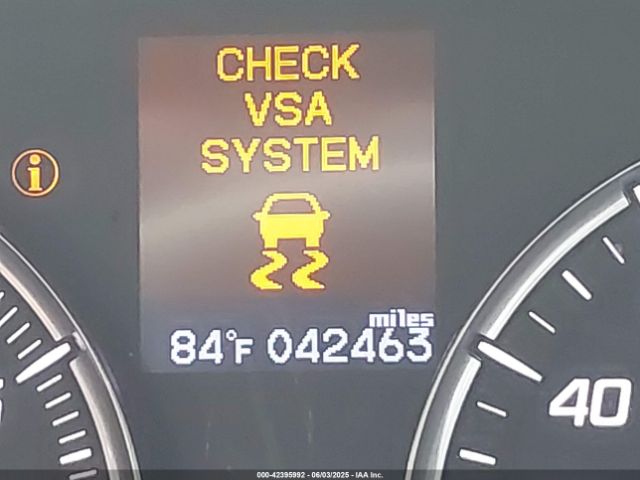 CHECK
VSA
SYSTEM
i
miles
84°F 042463
40
000-42395992 - 06/03/2025 - IAA Inc.